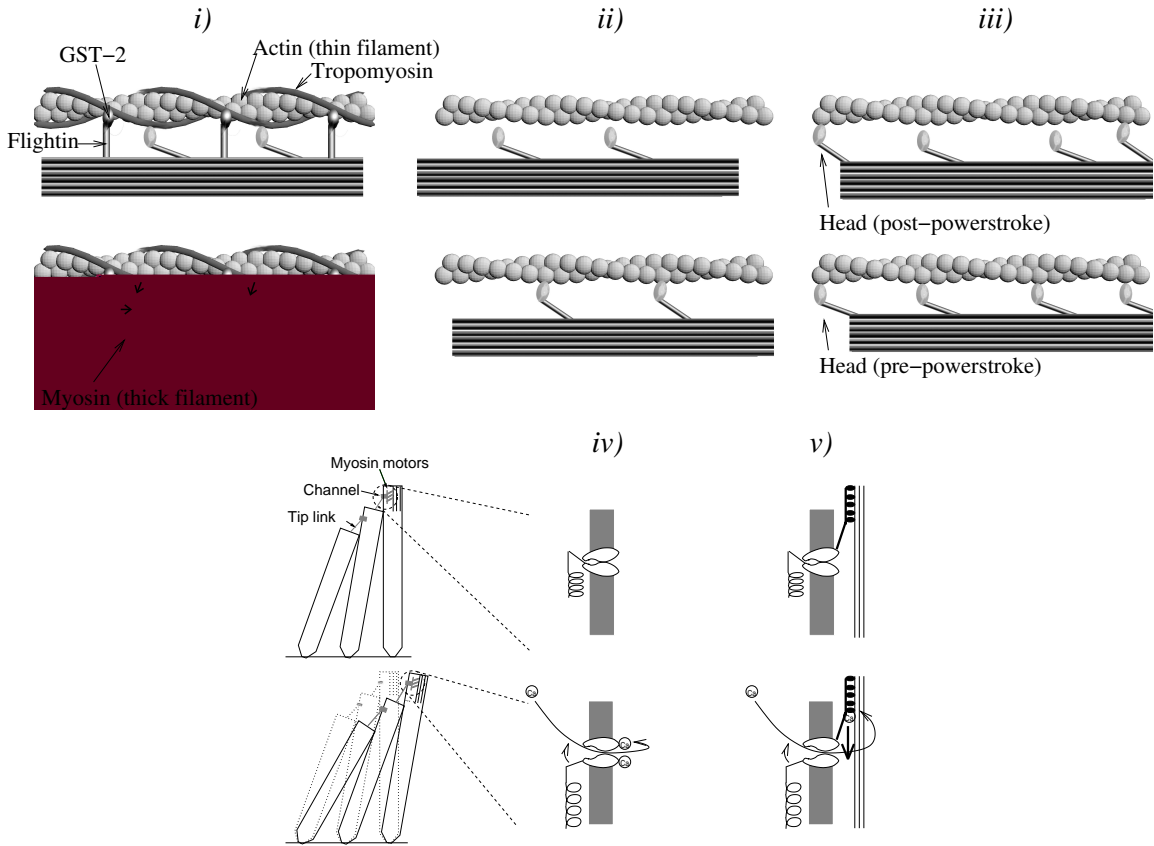 i)
ii)
iii)
GST−2
Actin (thin filament)
Tropomyosin
Flightin
Head (post−powerstroke)
Myosin (thick filament)
Head (pre−powerstroke)
iv)
v)
Myosin motors
Channel
Tip link
Ca
Ca
Ca
Ca
Ca